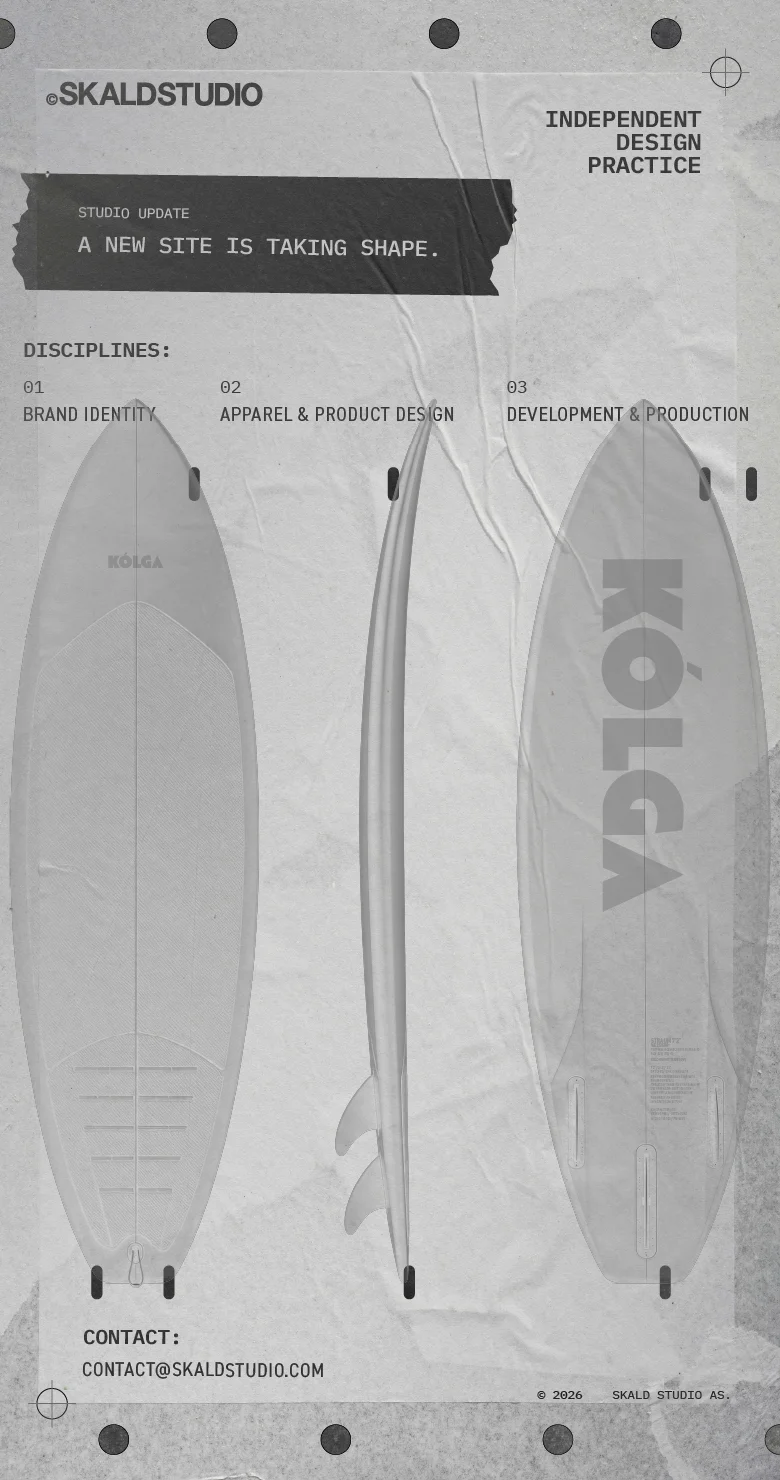 ©SKALDSTUDIO
INDEPENDENT
DESIGN
PRACTICE
STUDIO UPDATE
A NEW SITE IS TAKING SHAPE.
DISCIPLINES:
01
BRAND IDENTITY
02
APPAREL & PRODUCT DESIGN
03
DEVELOPMENT & PRODUCTION
KÓLGA
KÓLGA
CONTACT:
CONTACT@SKALDSTUDIO.COM
© 2026 SKALD STUDIO AS.